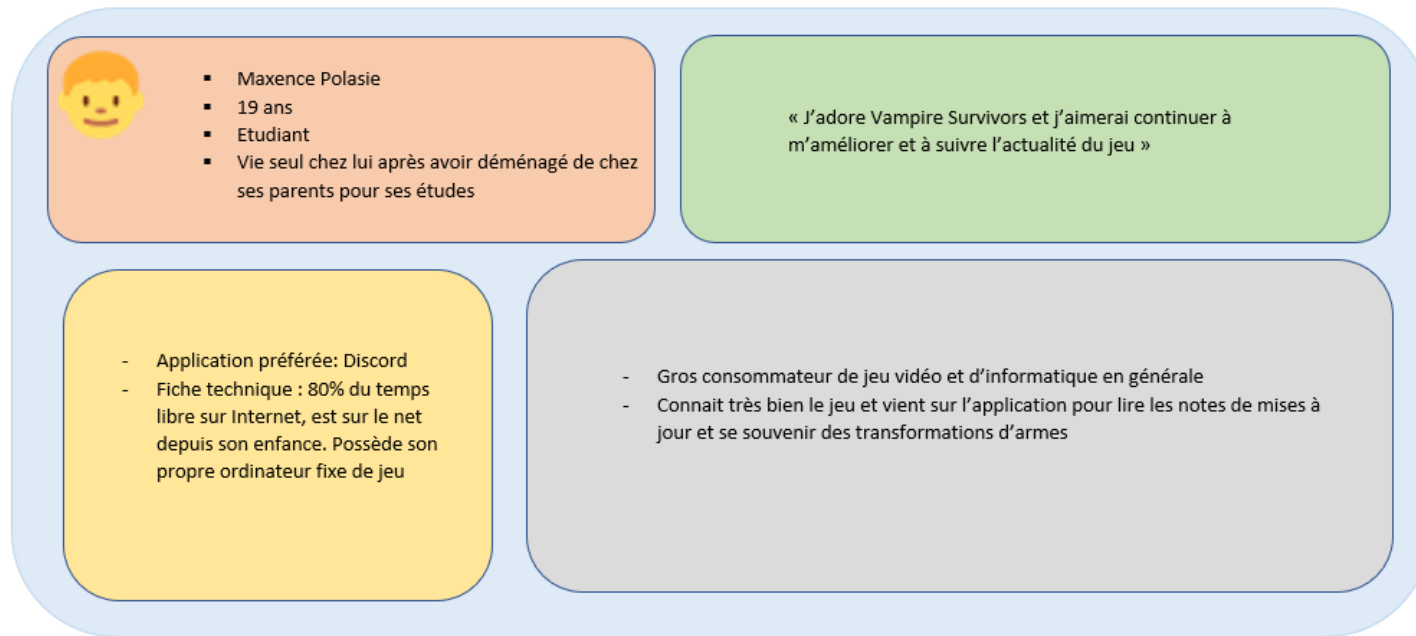 ▪ Maxence Polasie
▪ 19 ans
▪ Etudiant
▪ Vie seul chez lui après avoir déménagé de chez
ses parents pour ses études
« J’adore Vampire Survivors et j’aimerai continuer à
m’améliorer et à suivre l’actualité du jeu »
- Application préférée: Discord
- Fiche technique : 80% du temps
libre sur Internet, est sur le net
depuis son enfance. Possède son
propre ordinateur fixe de jeu
- Gros consommateur de jeu vidéo et d’informatique en générale
- Connait très bien le jeu et vient sur l’application pour lire les notes de mises à
jour et se souvenir des transformations d’armes